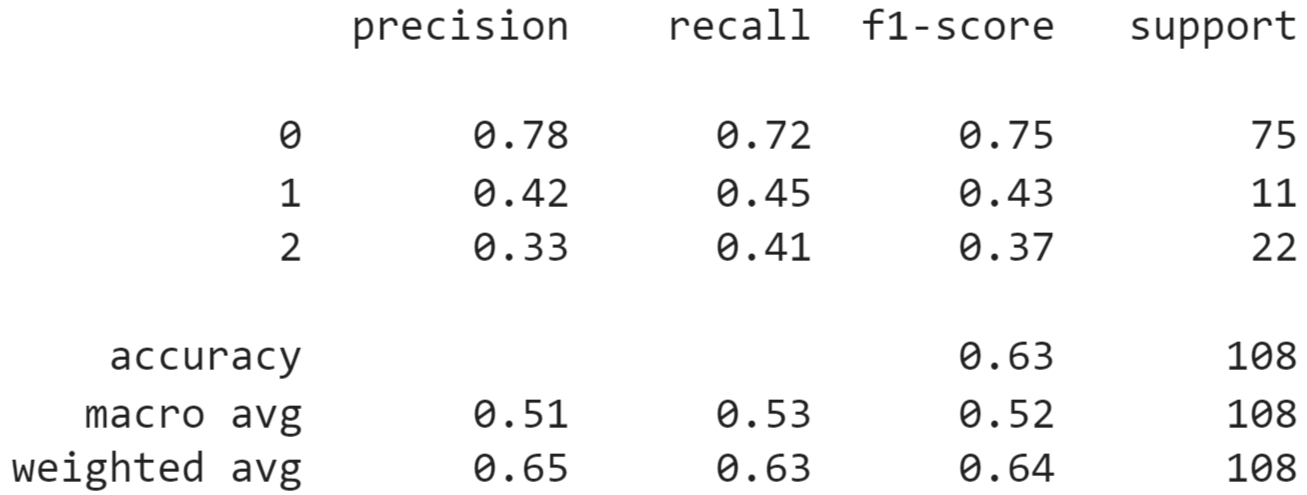 precision recall f1-score support
0 0.78 0.72 0.75 75
1 0.42 0.45 0.43 11
2 0.33 0.41 0.37 22
accuracy 0.63 108
macro avg 0.51 0.53 0.52 108
weighted avg 0.65 0.63 0.64 108